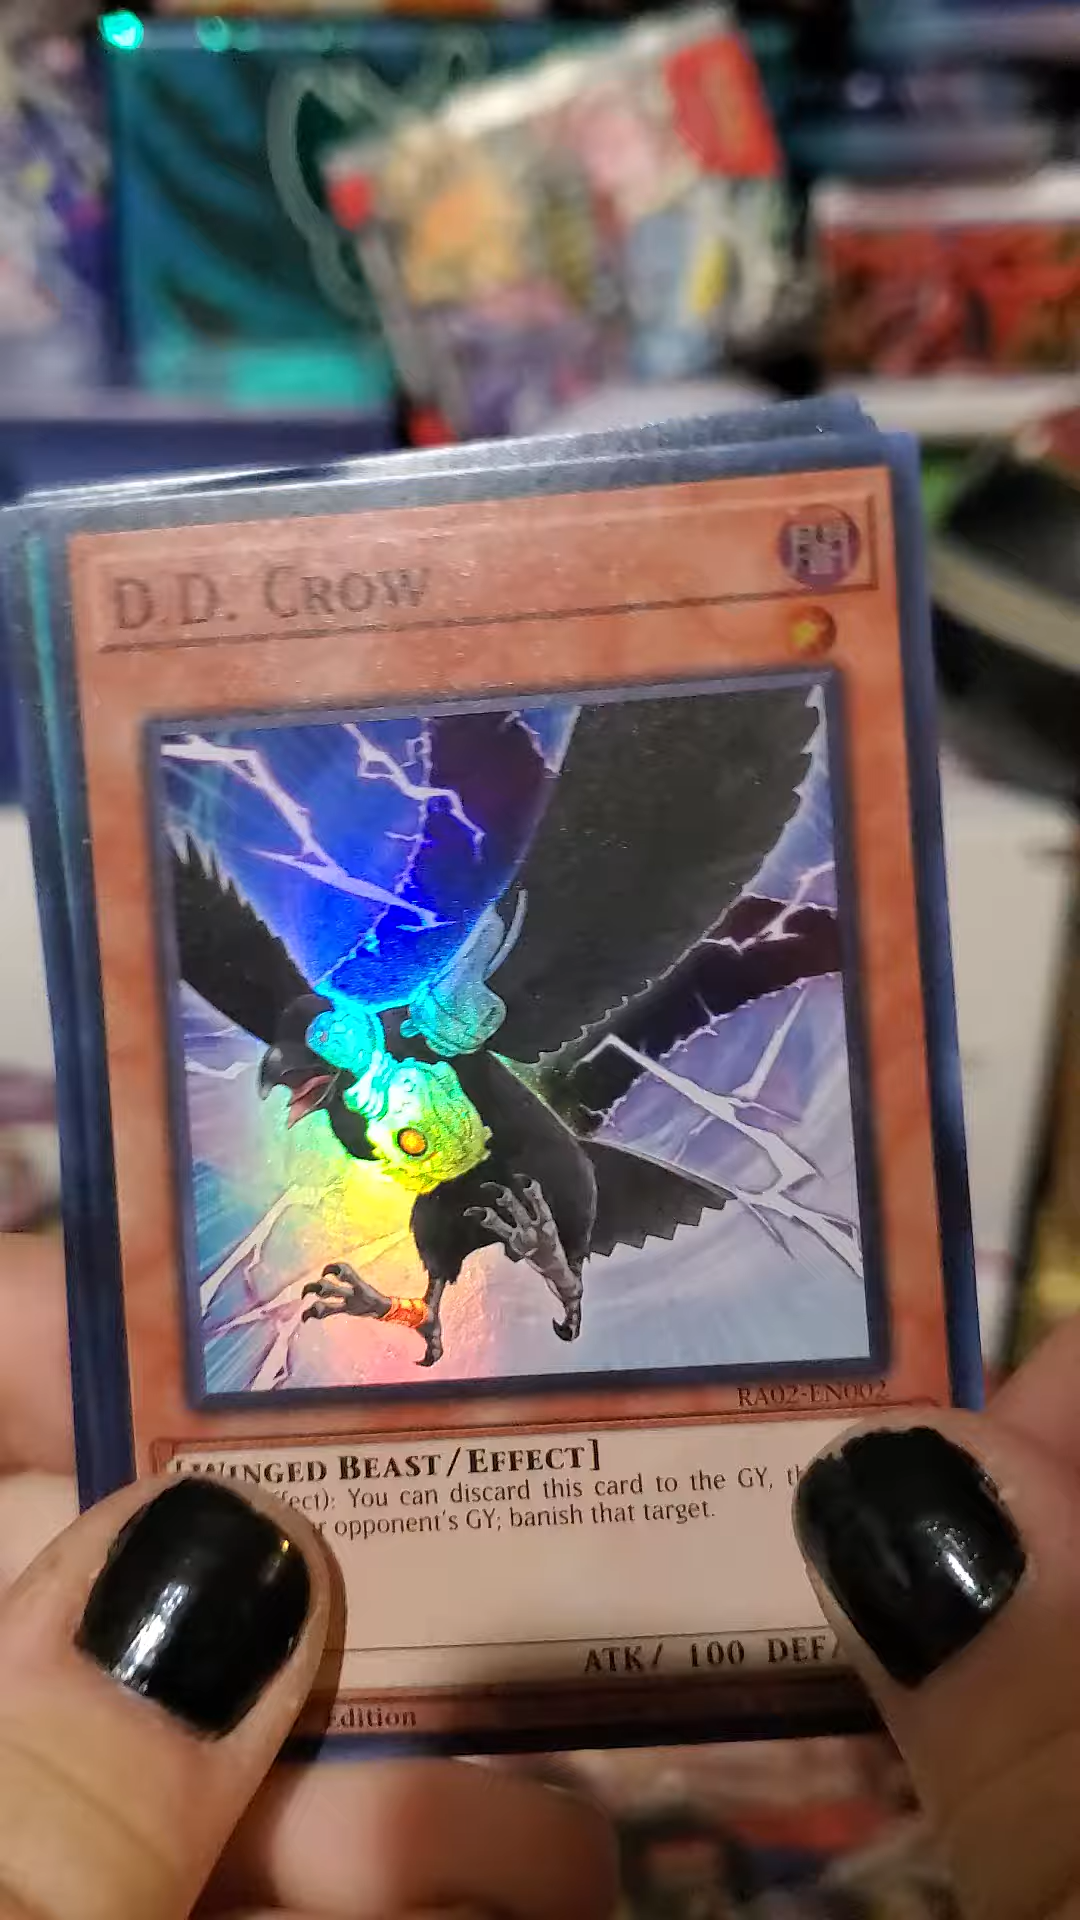 D.D. CROW
RA02-EN002
[WINGED BEAST/EFFECT]
fect): You can discard this card to the GY, th
r opponent's GY; banish that target.
ATK/ 100 DEF/
Edition